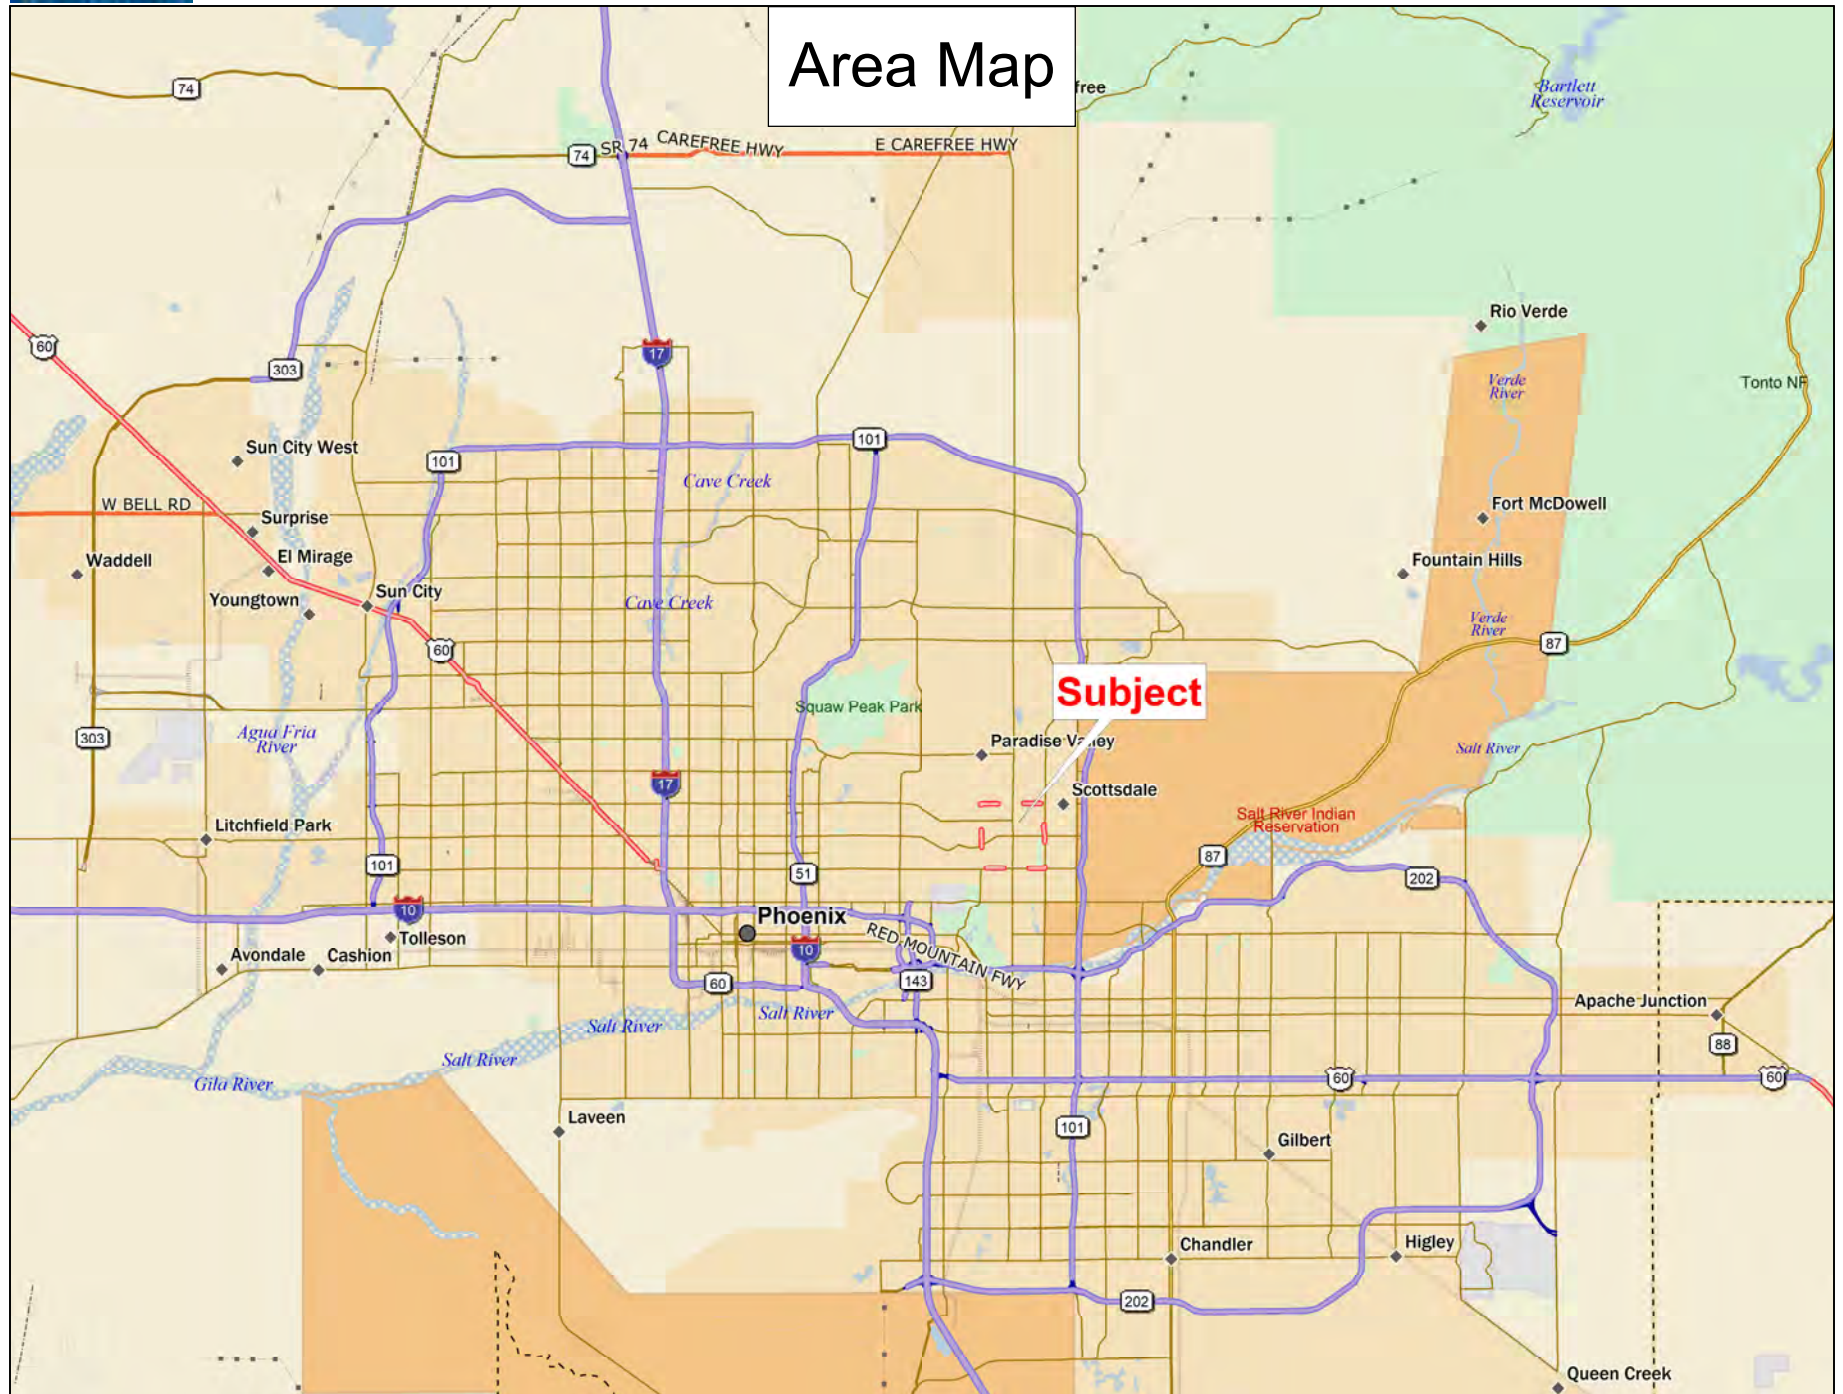 Area Map
free
74
Bartlett
Reservoir
74
SR 74
CAREFREE HWY
E CAREFREE HWY
Rio Verde
60
17
303
Verde
River
Tonto NF
101
Sun City West
101
Cave Creek
W BELL RD
Surprise
Fort McDowell
El Mirage
Waddell
Fountain Hills
Youngtown
Sun City
Cave Creek
Verde
River
60
87
Subject
Squaw Peak Park
303
Agua Fria
River
Paradise Valley
Salt River
17
Scottsdale
Litchfield Park
Salt River Indian
Reservation
101
51
87
202
10
Phoenix
Tolleson
RED MOUNTAIN FWY
10
Avondale
Cashion
60
143
Apache Junction
Salt River
Salt River
88
Salt River
Gila River
60
60
Laveen
101
Gilbert
Chandler
Higley
202
Queen Creek